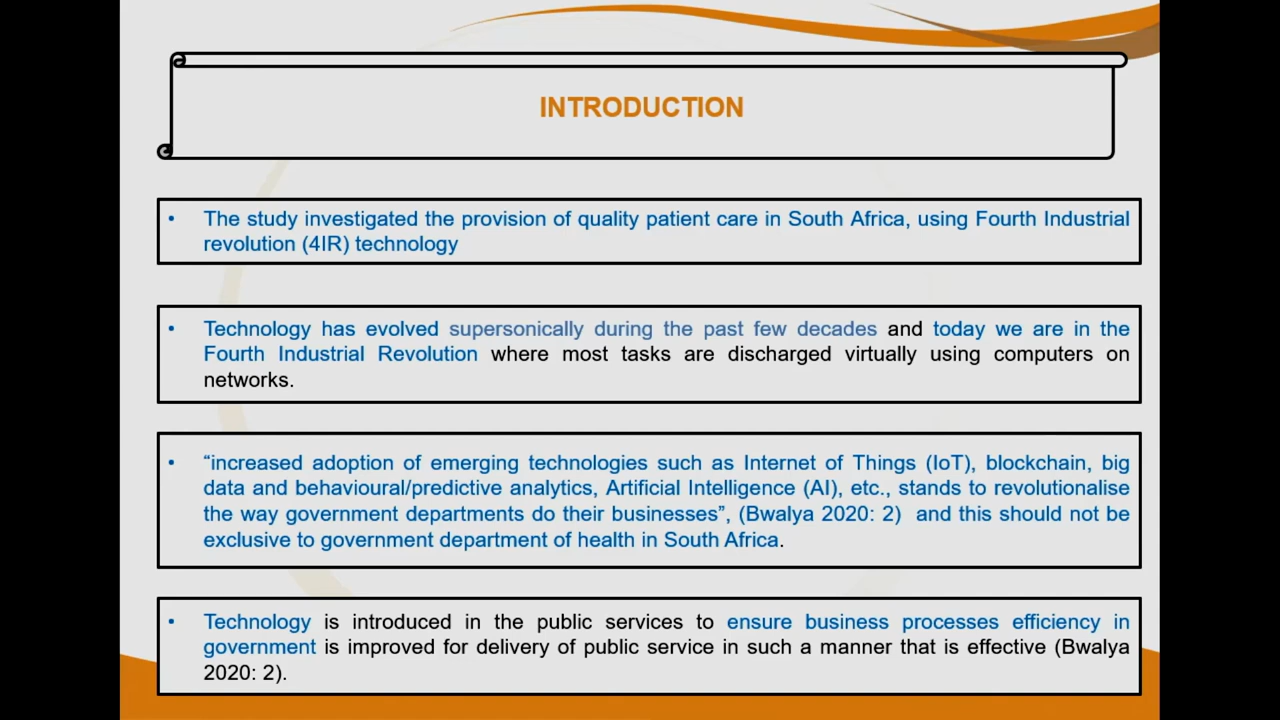 INTRODUCTION
• The study investigated the provision of quality patient care in South Africa, using Fourth Industrial
revolution (4IR) technology
• Technology has evolved supersonically during the past few decades and today we are in the
Fourth Industrial Revolution where most tasks are discharged virtually using computers on
networks.
• “increased adoption of emerging technologies such as Internet of Things (IoT), blockchain, big
data and behavioural/predictive analytics, Artificial Intelligence (AI), etc., stands to revolutionalise
the way government departments do their businesses”, (Bwalya 2020: 2) and this should not be
exclusive to government department of health in South Africa.
• Technology is introduced in the public services to ensure business processes efficiency in
government is improved for delivery of public service in such a manner that is effective (Bwalya
2020: 2).